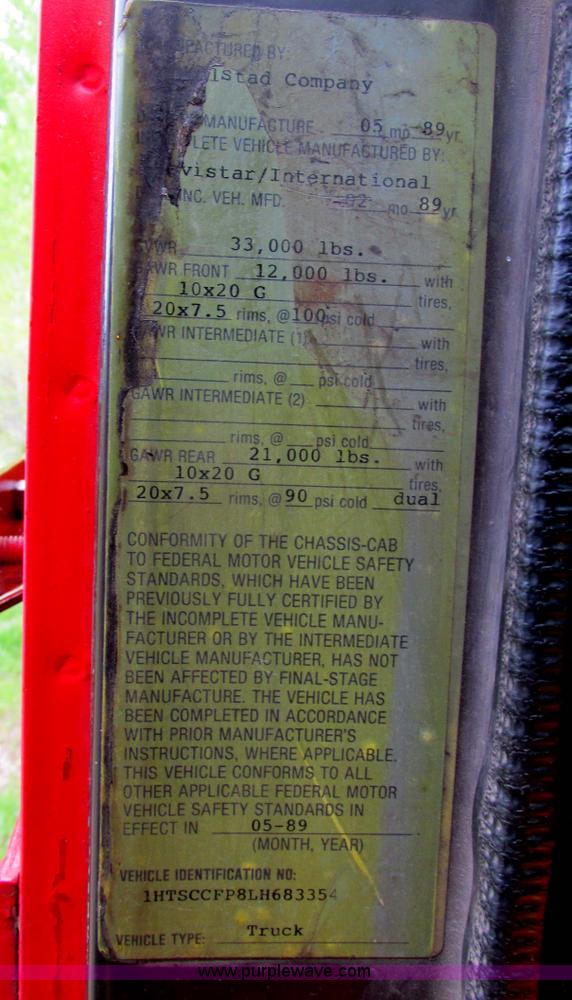 MANUFACTURED BY:
lstad Company
MANUFACTURE 05 mo 89 yr.
PLETE VEHICLE MANUFACTURED BY:
vistar/International
INC. VEH. MFD. 02 mo 89 yr.
GVWR 33,000 lbs.
GAWR FRONT 12,000 lbs. with
10x20 G tires,
20x7.5 rims, @ 100 psi cold
GAWR INTERMEDIATE (1) with
tires,
rims, @ psi cold
GAWR INTERMEDIATE (2) with
tires,
rims, @ psi cold
GAWR REAR 21,000 lbs. with
10x20 G tires,
20x7.5 rims, @ 90 psi cold dual
CONFORMITY OF THE CHASSIS-CAB
TO FEDERAL MOTOR VEHICLE SAFETY
STANDARDS, WHICH HAVE BEEN
PREVIOUSLY FULLY CERTIFIED BY
THE INCOMPLETE VEHICLE MANU-
FACTURER OR BY THE INTERMEDIATE
VEHICLE MANUFACTURER, HAS NOT
BEEN AFFECTED BY FINAL-STAGE
MANUFACTURE. THE VEHICLE HAS
BEEN COMPLETED IN ACCORDANCE
WITH PRIOR MANUFACTURER'S
INSTRUCTIONS, WHERE APPLICABLE.
THIS VEHICLE CONFORMS TO ALL
OTHER APPLICABLE FEDERAL MOTOR
VEHICLE SAFETY STANDARDS IN
EFFECT IN 05-89
(MONTH, YEAR)
VEHICLE IDENTIFICATION NO:
1HTSCCFP8LH683354
VEHICLE TYPE: Truck
www.purplewave.com